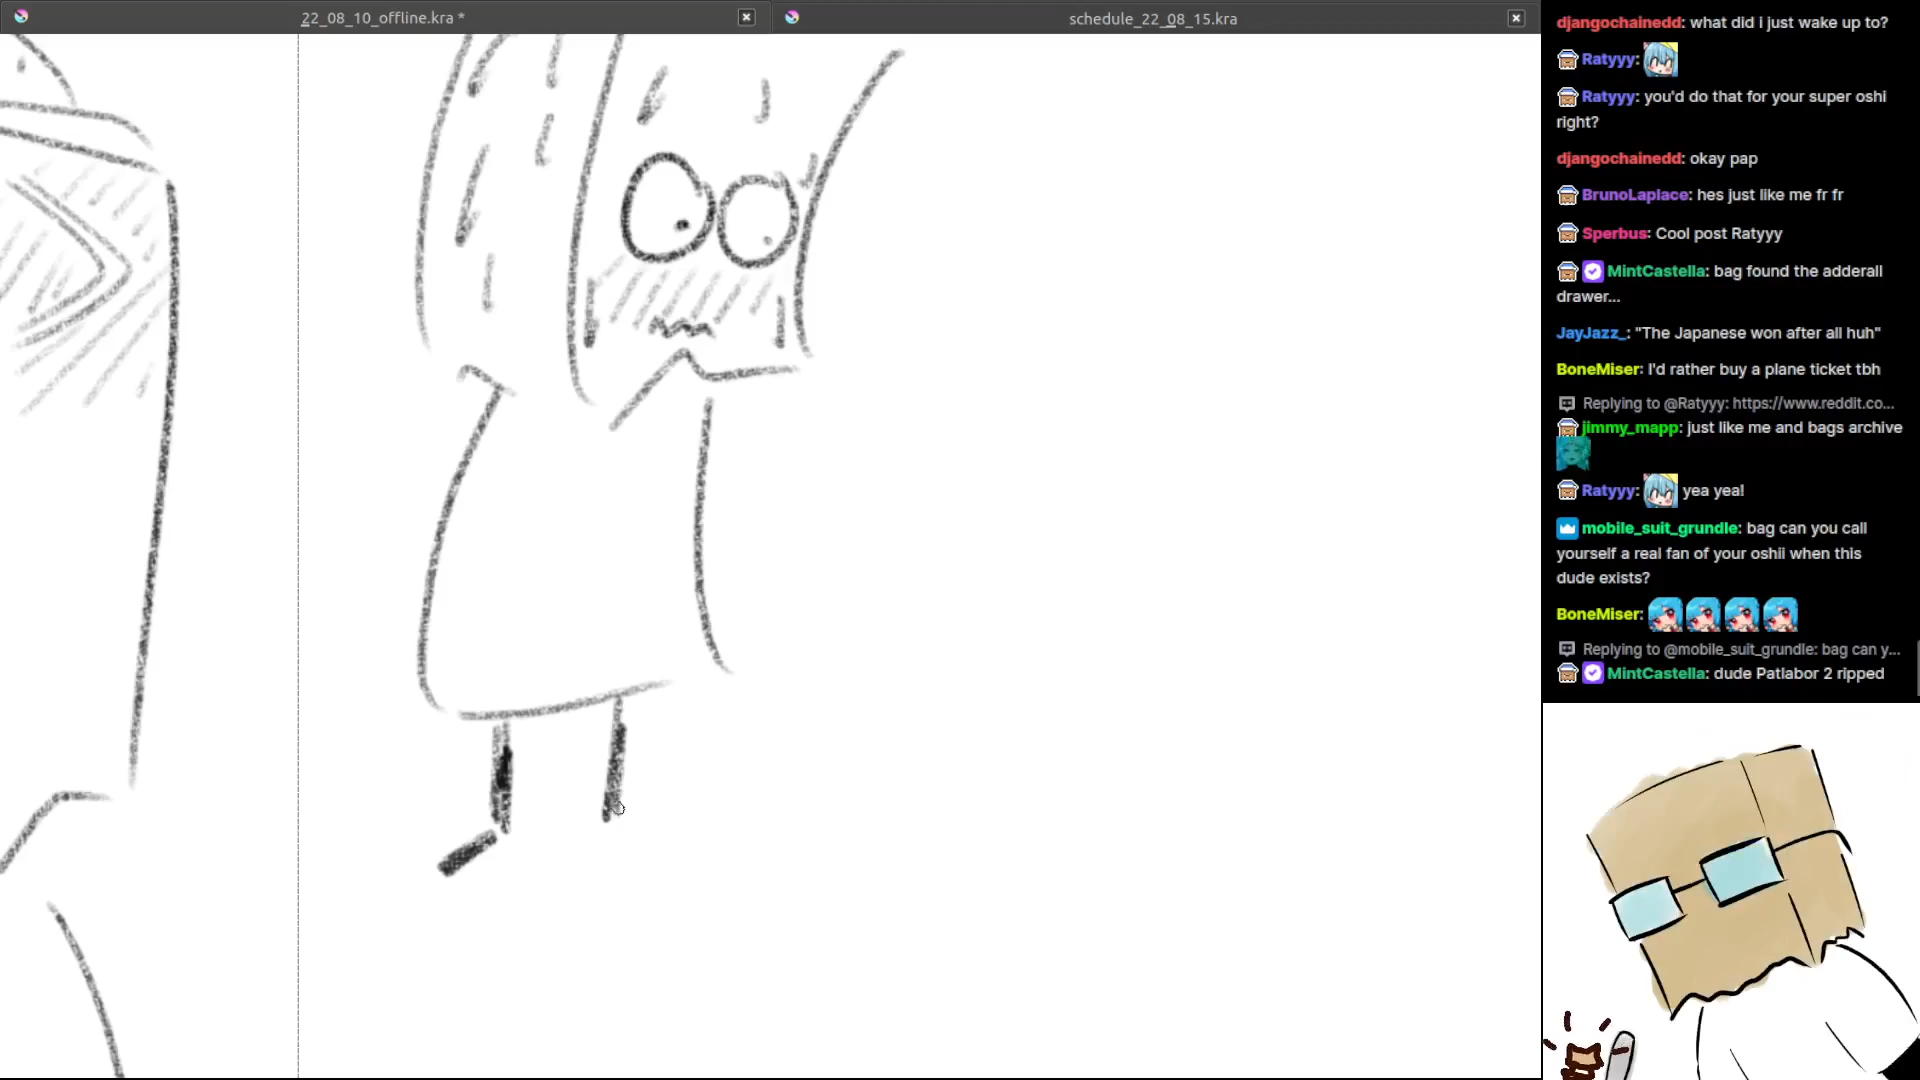 22_08_10_offline.kra *
schedule_22_08_15.kra
djangochainedd: what did i just wake up to?
Ratyyy:
Ratyyy: you'd do that for your super oshi
right?
djangochainedd: okay pap
BrunoLaplace: hes just like me fr fr
Sperbus: Cool post Ratyyy
MintCastella: bag found the adderall
drawer...
JayJazz_: "The Japanese won after all huh"
BoneMiser: I'd rather buy a plane ticket tbh
Replying to @Ratyyy: https://www.reddit.co...
jimmy_mapp: just like me and bags archive
Ratyyy: yea yea!
mobile_suit_grundle: bag can you call
yourself a real fan of your oshii when this
dude exists?
BoneMiser:
Replying to @mobile_suit_grundle: bag can y...
MintCastella: dude Patlabor 2 ripped